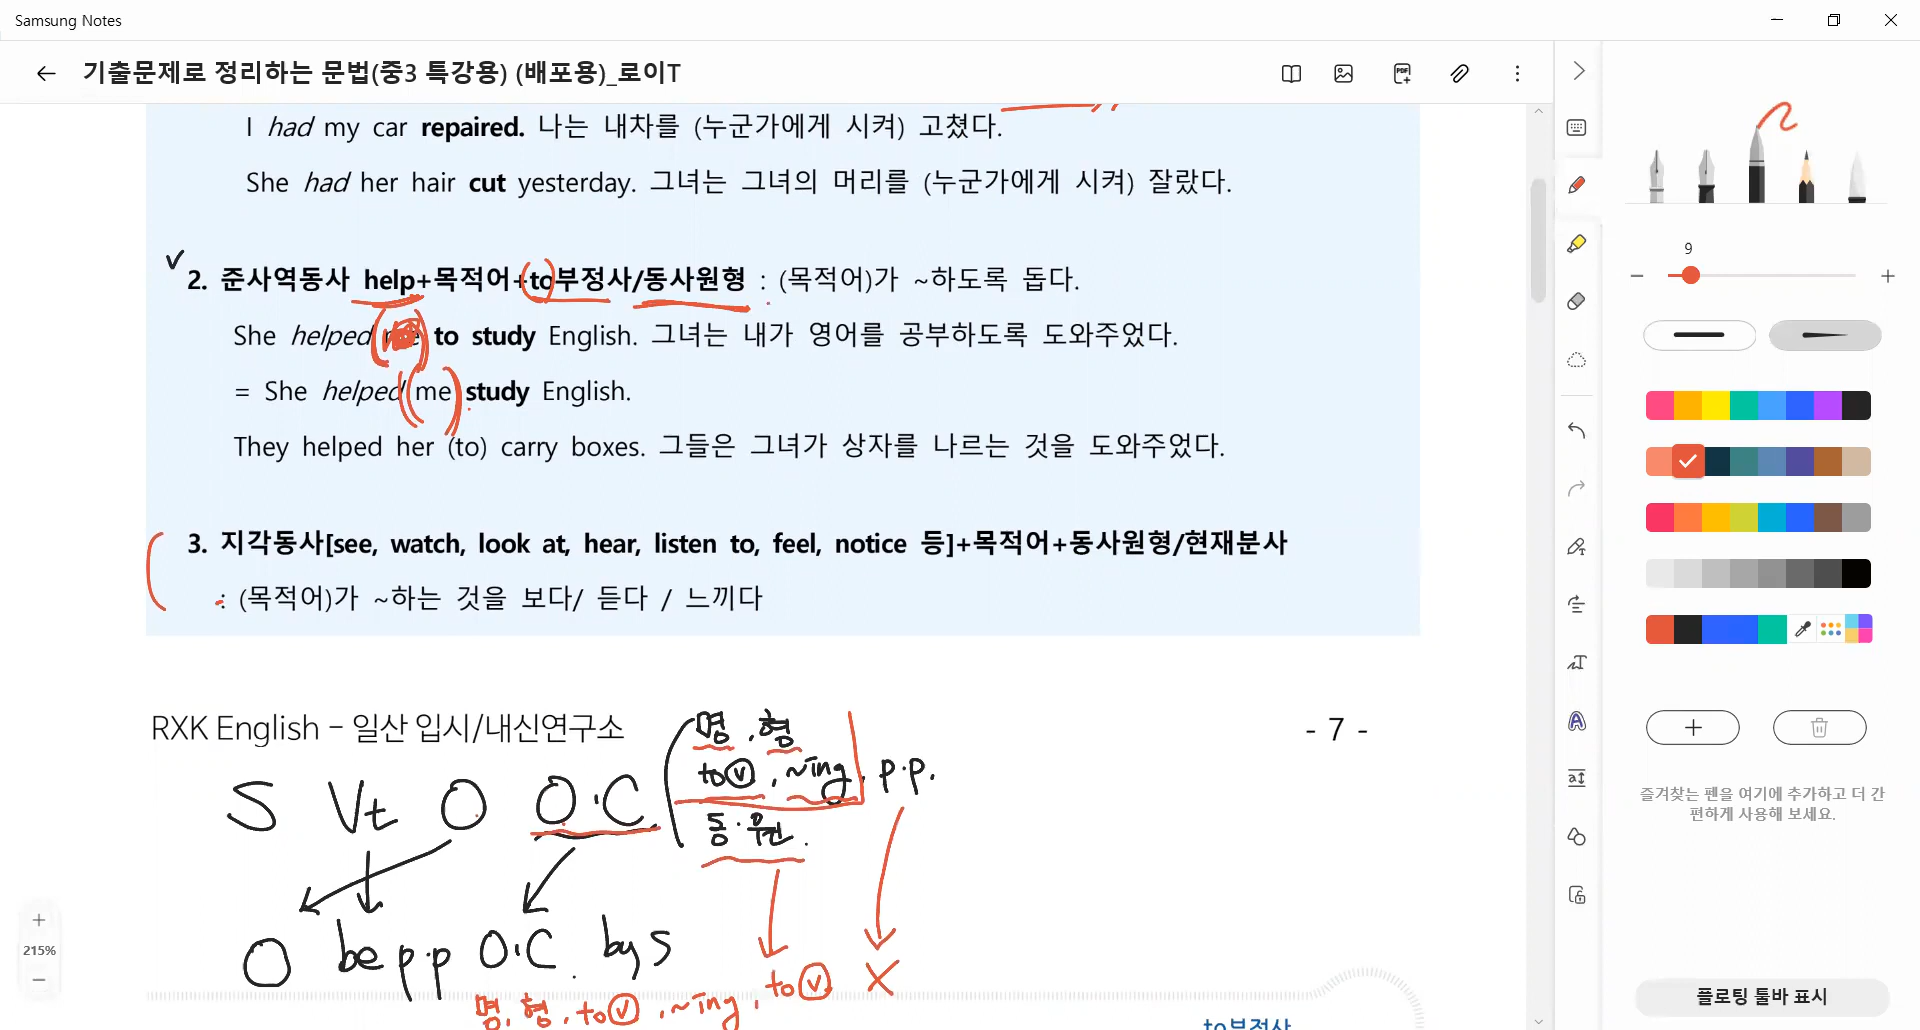 Samsung Notes
기출문제로 정리하는 문법(중3 특강용) (배포용)_로이T
I had my car repaired. 나는 내차를 (누군가에게 시켜) 고쳤다.
She had her hair cut yesterday. 그녀는 그녀의 머리를 (누군가에게 시켜) 잘랐다.
2. 준사역동사 help+목적어+to부정사/동사원형 : (목적어)가 ~하도록 돕다.
She helped me to study English. 그녀는 내가 영어를 공부하도록 도와주었다.
= She helped me study English.
They helped her (to) carry boxes. 그들은 그녀가 상자를 나르는 것을 도와주었다.
3. 지각동사[see, watch, look at, hear, listen to, feel, notice 등]+목적어+동사원형/현재분사
: (목적어)가 ~하는 것을 보다/ 듣다 / 느끼다
RXK English – 일산 입시/내신연구소
- 7 -
명, 형
to v, ~ing, p.p.
동.원.
S Vt O O.C
O be p.p O.C. by S
명, 형, to v, ~ing, to v X
to부정사
9
즐겨찾는 펜을 여기에 추가하고 더 간
편하게 사용해 보세요.
플로팅 툴바 표시
215%